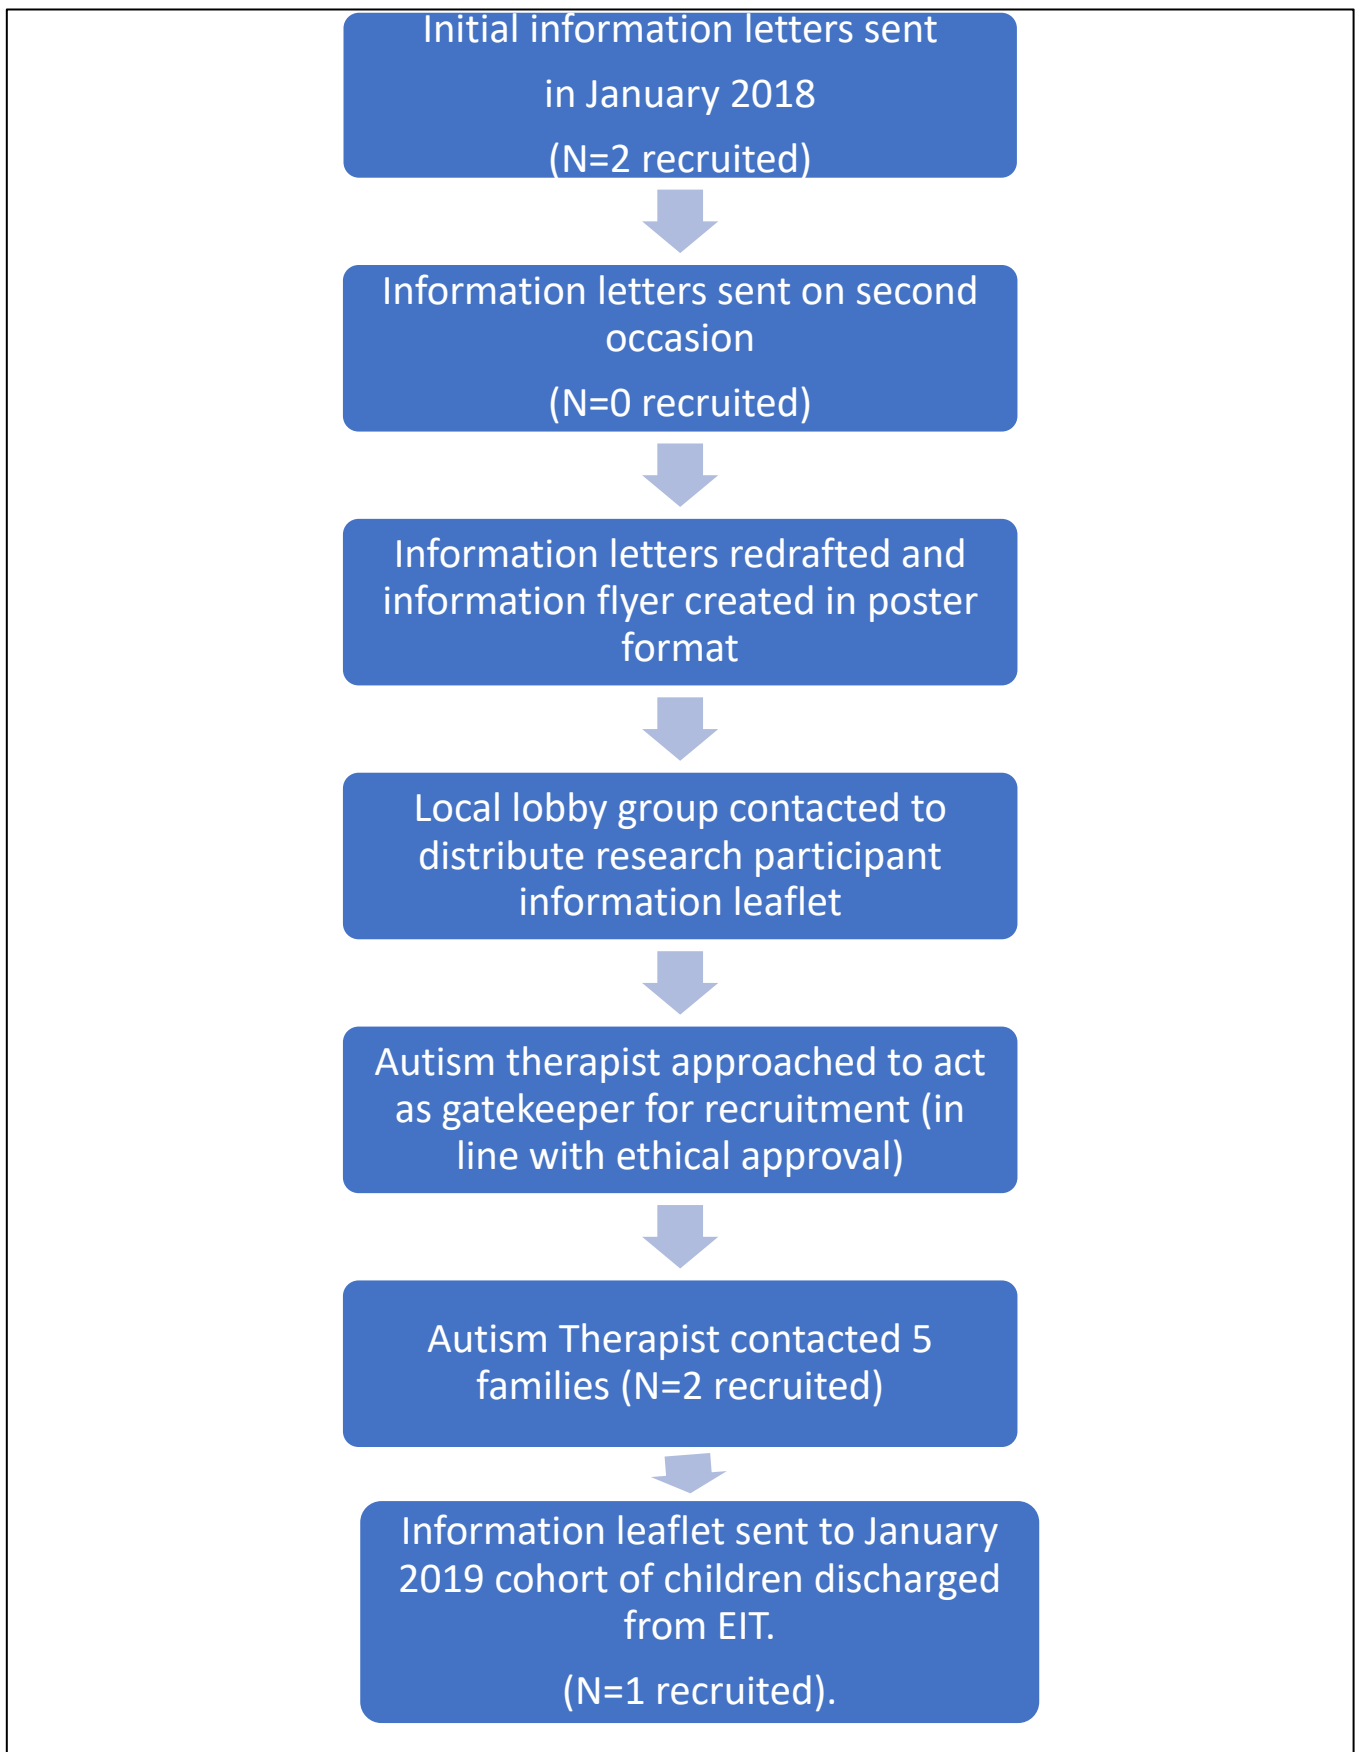 Initial information letters sent
in January 2018
(N=2 recruited)
Information letters sent on second
occasion
(N=0 recruited)
Information letters redrafted and
information flyer created in poster
format
Local lobby group contacted to
distribute research participant
information leaflet
Autism therapist approached to act
as gatekeeper for recruitment (in
line with ethical approval)
Autism Therapist contacted 5
families (N=2 recruited)
Information leaflet sent to January
2019 cohort of children discharged
from EIT.
(N=1 recruited).